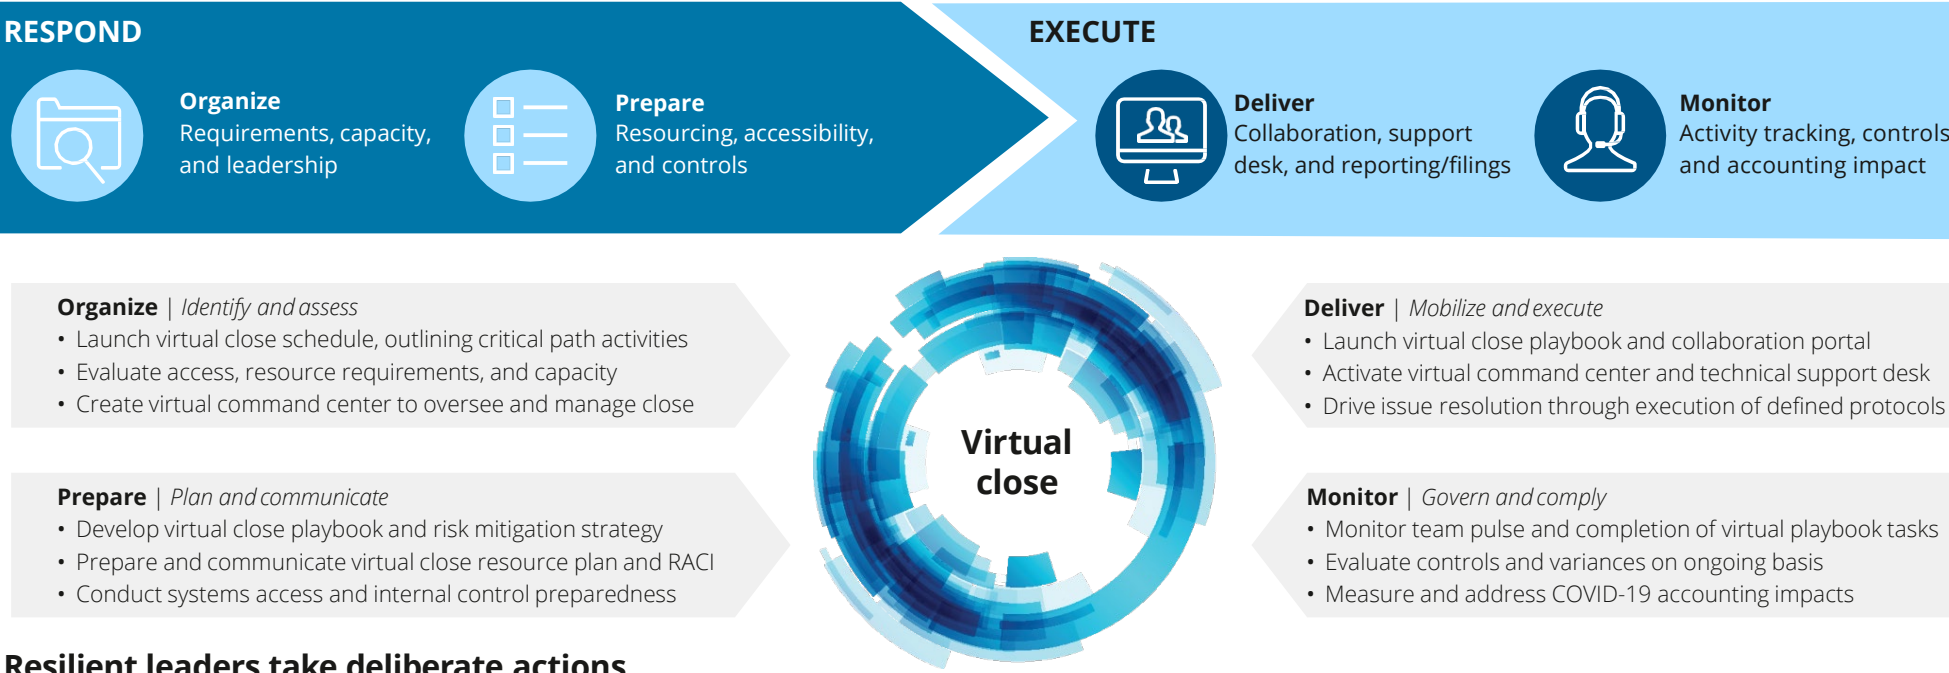 RESPOND
Organize
Requirements, capacity,
and leadership
Prepare
Resourcing, accessibility,
and controls
EXECUTE
Deliver
Collaboration, support
desk, and reporting/filings
Monitor
Activity tracking, controls
and accounting impact
Organize | Identify and assess
• Launch virtual close schedule, outlining critical path activities
• Evaluate access, resource requirements, and capacity
• Create virtual command center to oversee and manage close
Prepare | Plan and communicate
• Develop virtual close playbook and risk mitigation strategy
• Prepare and communicate virtual close resource plan and RACI
• Conduct systems access and internal control preparedness
Virtual
close
Deliver | Mobilize and execute
• Launch virtual close playbook and collaboration portal
• Activate virtual command center and technical support desk
• Drive issue resolution through execution of defined protocols
Monitor | Govern and comply
• Monitor team pulse and completion of virtual playbook tasks
• Evaluate controls and variances on ongoing basis
• Measure and address COVID-19 accounting impacts
Resilient leaders take deliberate actions